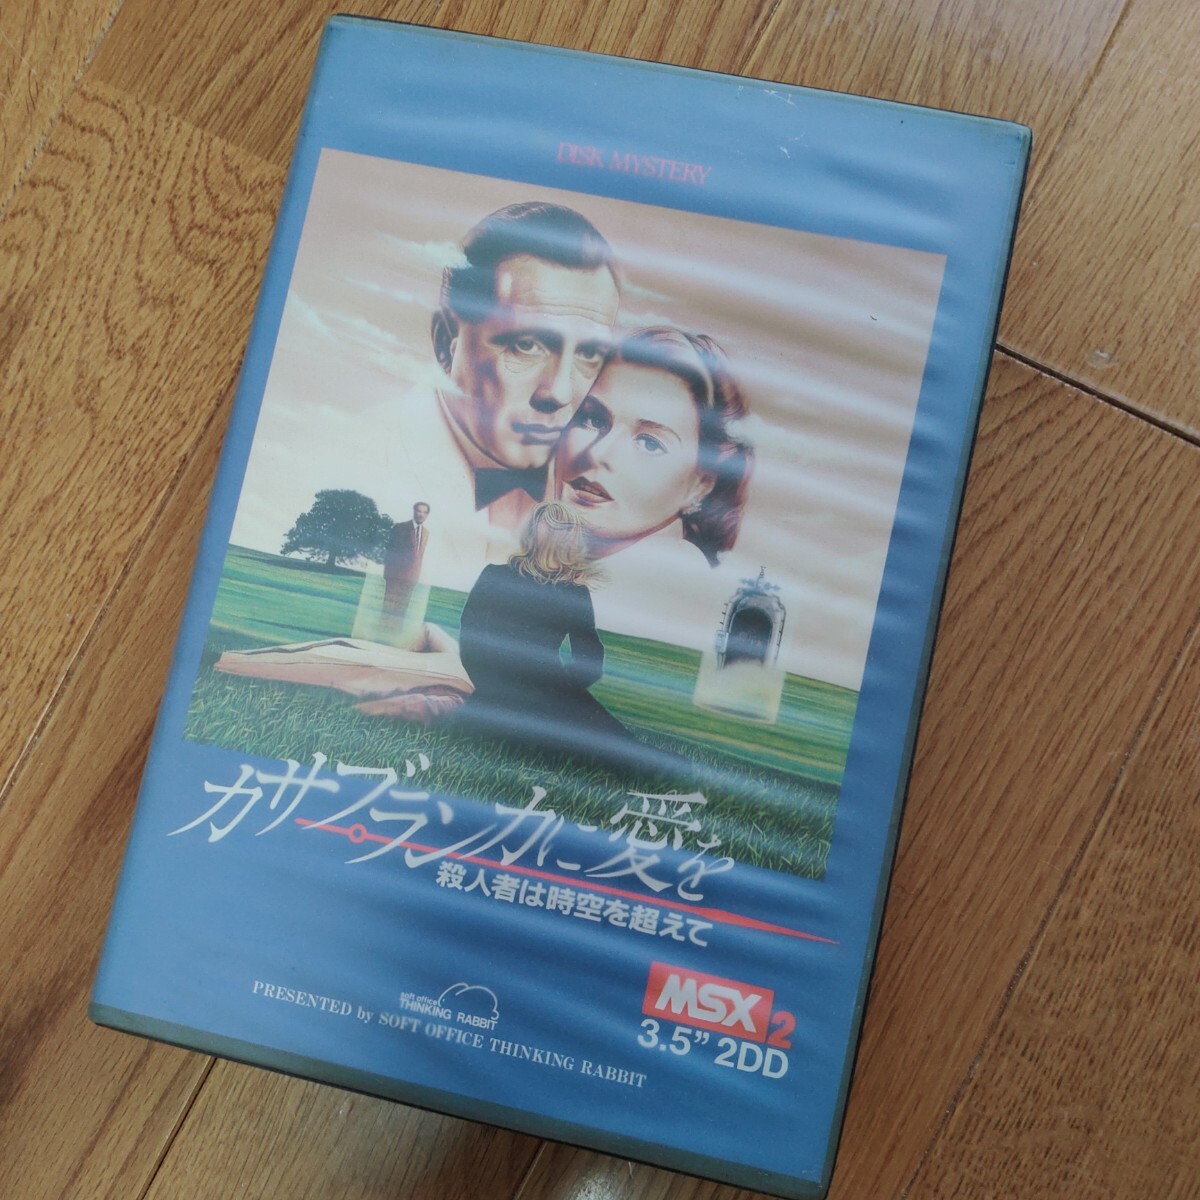 DISK MYSTERY
カサブランカに愛を
殺人者は時空を超えて
soft office
THINKING RABBIT
PRESENTED by SOFT OFFICE THINKING RABBIT
MSX2
3.5” 2DD